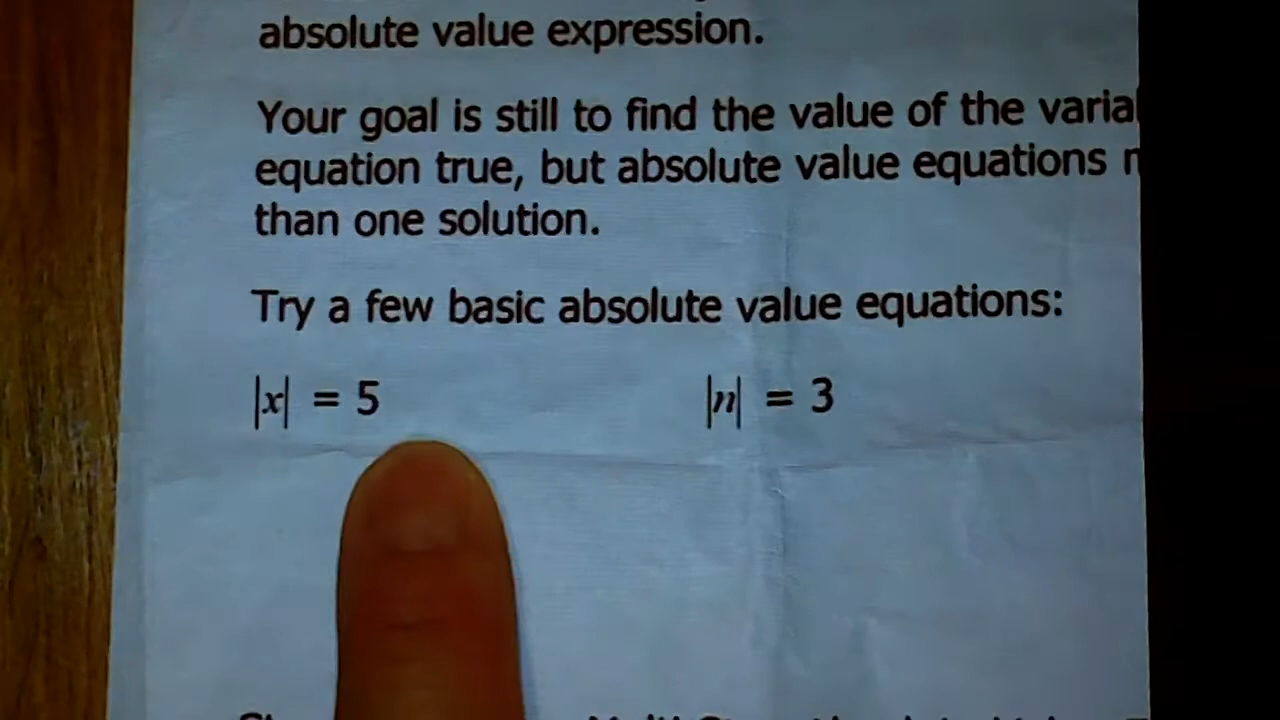 absolute value expression.
Your goal is still to find the value of the
equation true, but absolute value equations
than one solution.
Try a few basic absolute value equations:
|x| = 5 |n| = 3